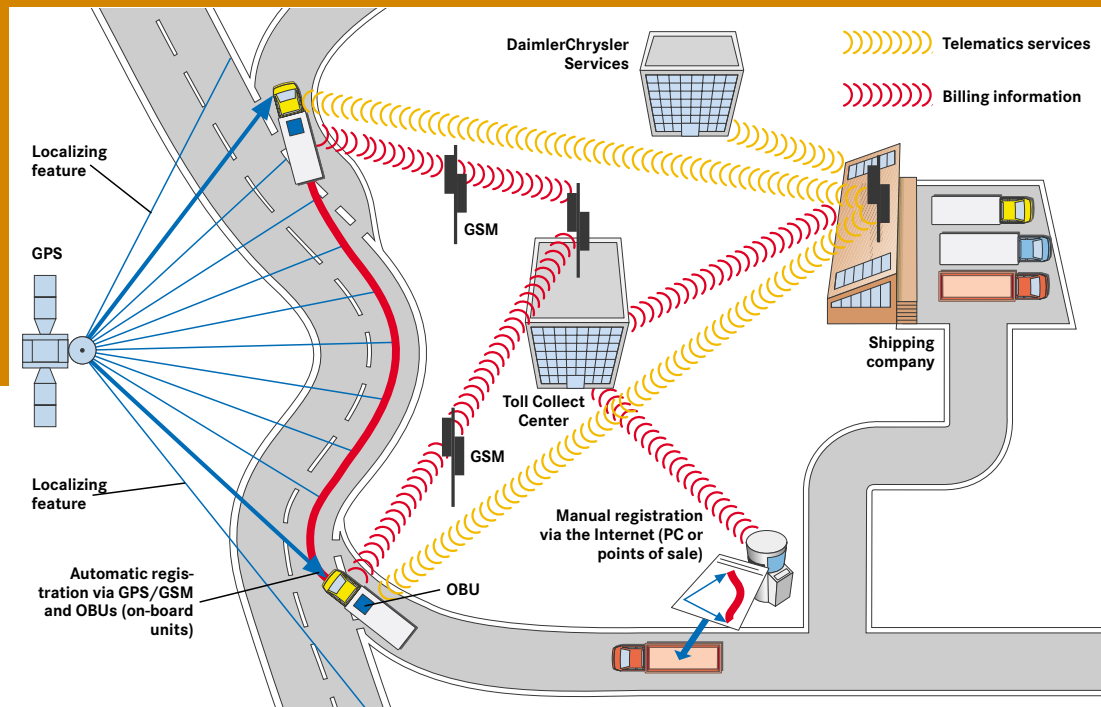 DaimlerChrysler
Services
Telematics services
Billing information
Localizing
feature
GPS
GSM
Shipping
company
Toll Collect
Center
GSM
Localizing
feature
Manual registration
via the Internet (PC or
points of sale)
Automatic regis-
tration via GPS/GSM
and OBUs (on-board
units)
OBU